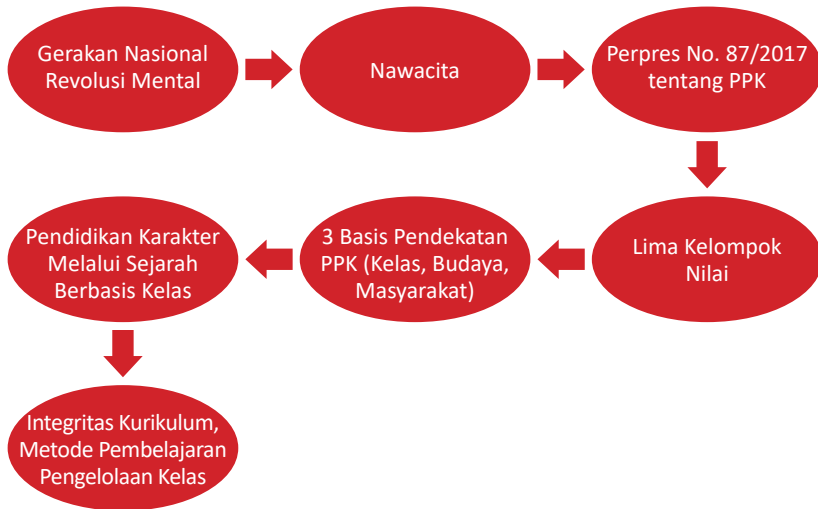 Gerakan Nasional
Revolusi Mental
Nawacita
Perpres No. 87/2017
tentang PPK
Lima Kelompok
Nilai
3 Basis Pendekatan
PPK (Kelas, Budaya,
Masyarakat)
Pendidikan Karakter
Melalui Sejarah
Berbasis Kelas
Integritas Kurikulum,
Metode Pembelajaran
Pengelolaan Kelas